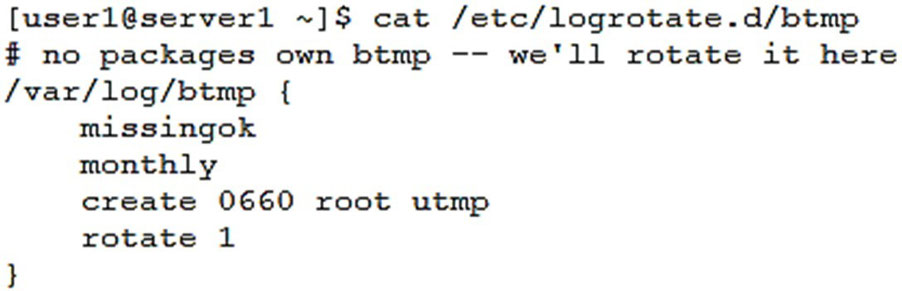 [user1@server1 ~]$ cat /etc/logrotate.d/btmp
# no packages own btmp -- we'll rotate it here
/var/log/btmp {
    missingok
    monthly
    create 0660 root utmp
    rotate 1
}